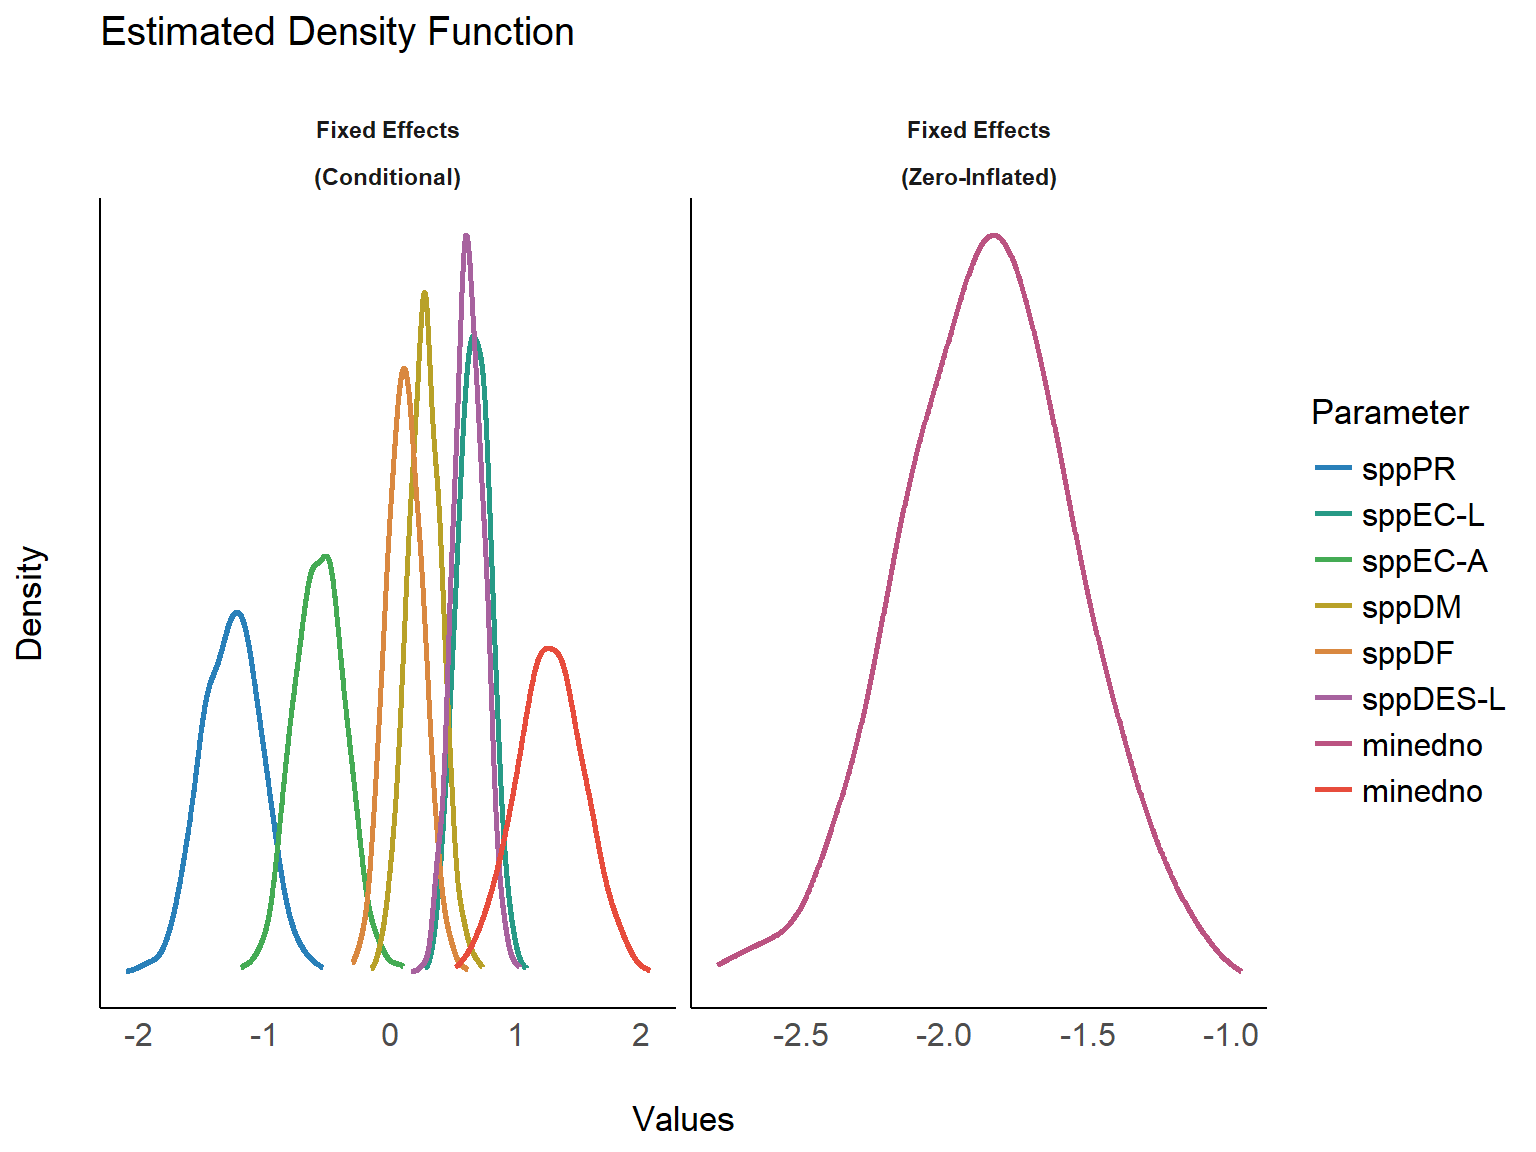 Estimated Density Function
Fixed Effects
(Conditional)
Fixed Effects
(Zero-Inflated)
Density
-2 -1 0 1 2
-2.5 -2.0 -1.5 -1.0
Values
Parameter
sppPR
sppEC-L
sppEC-A
sppDM
sppDF
sppDES-L
minedno
minedno